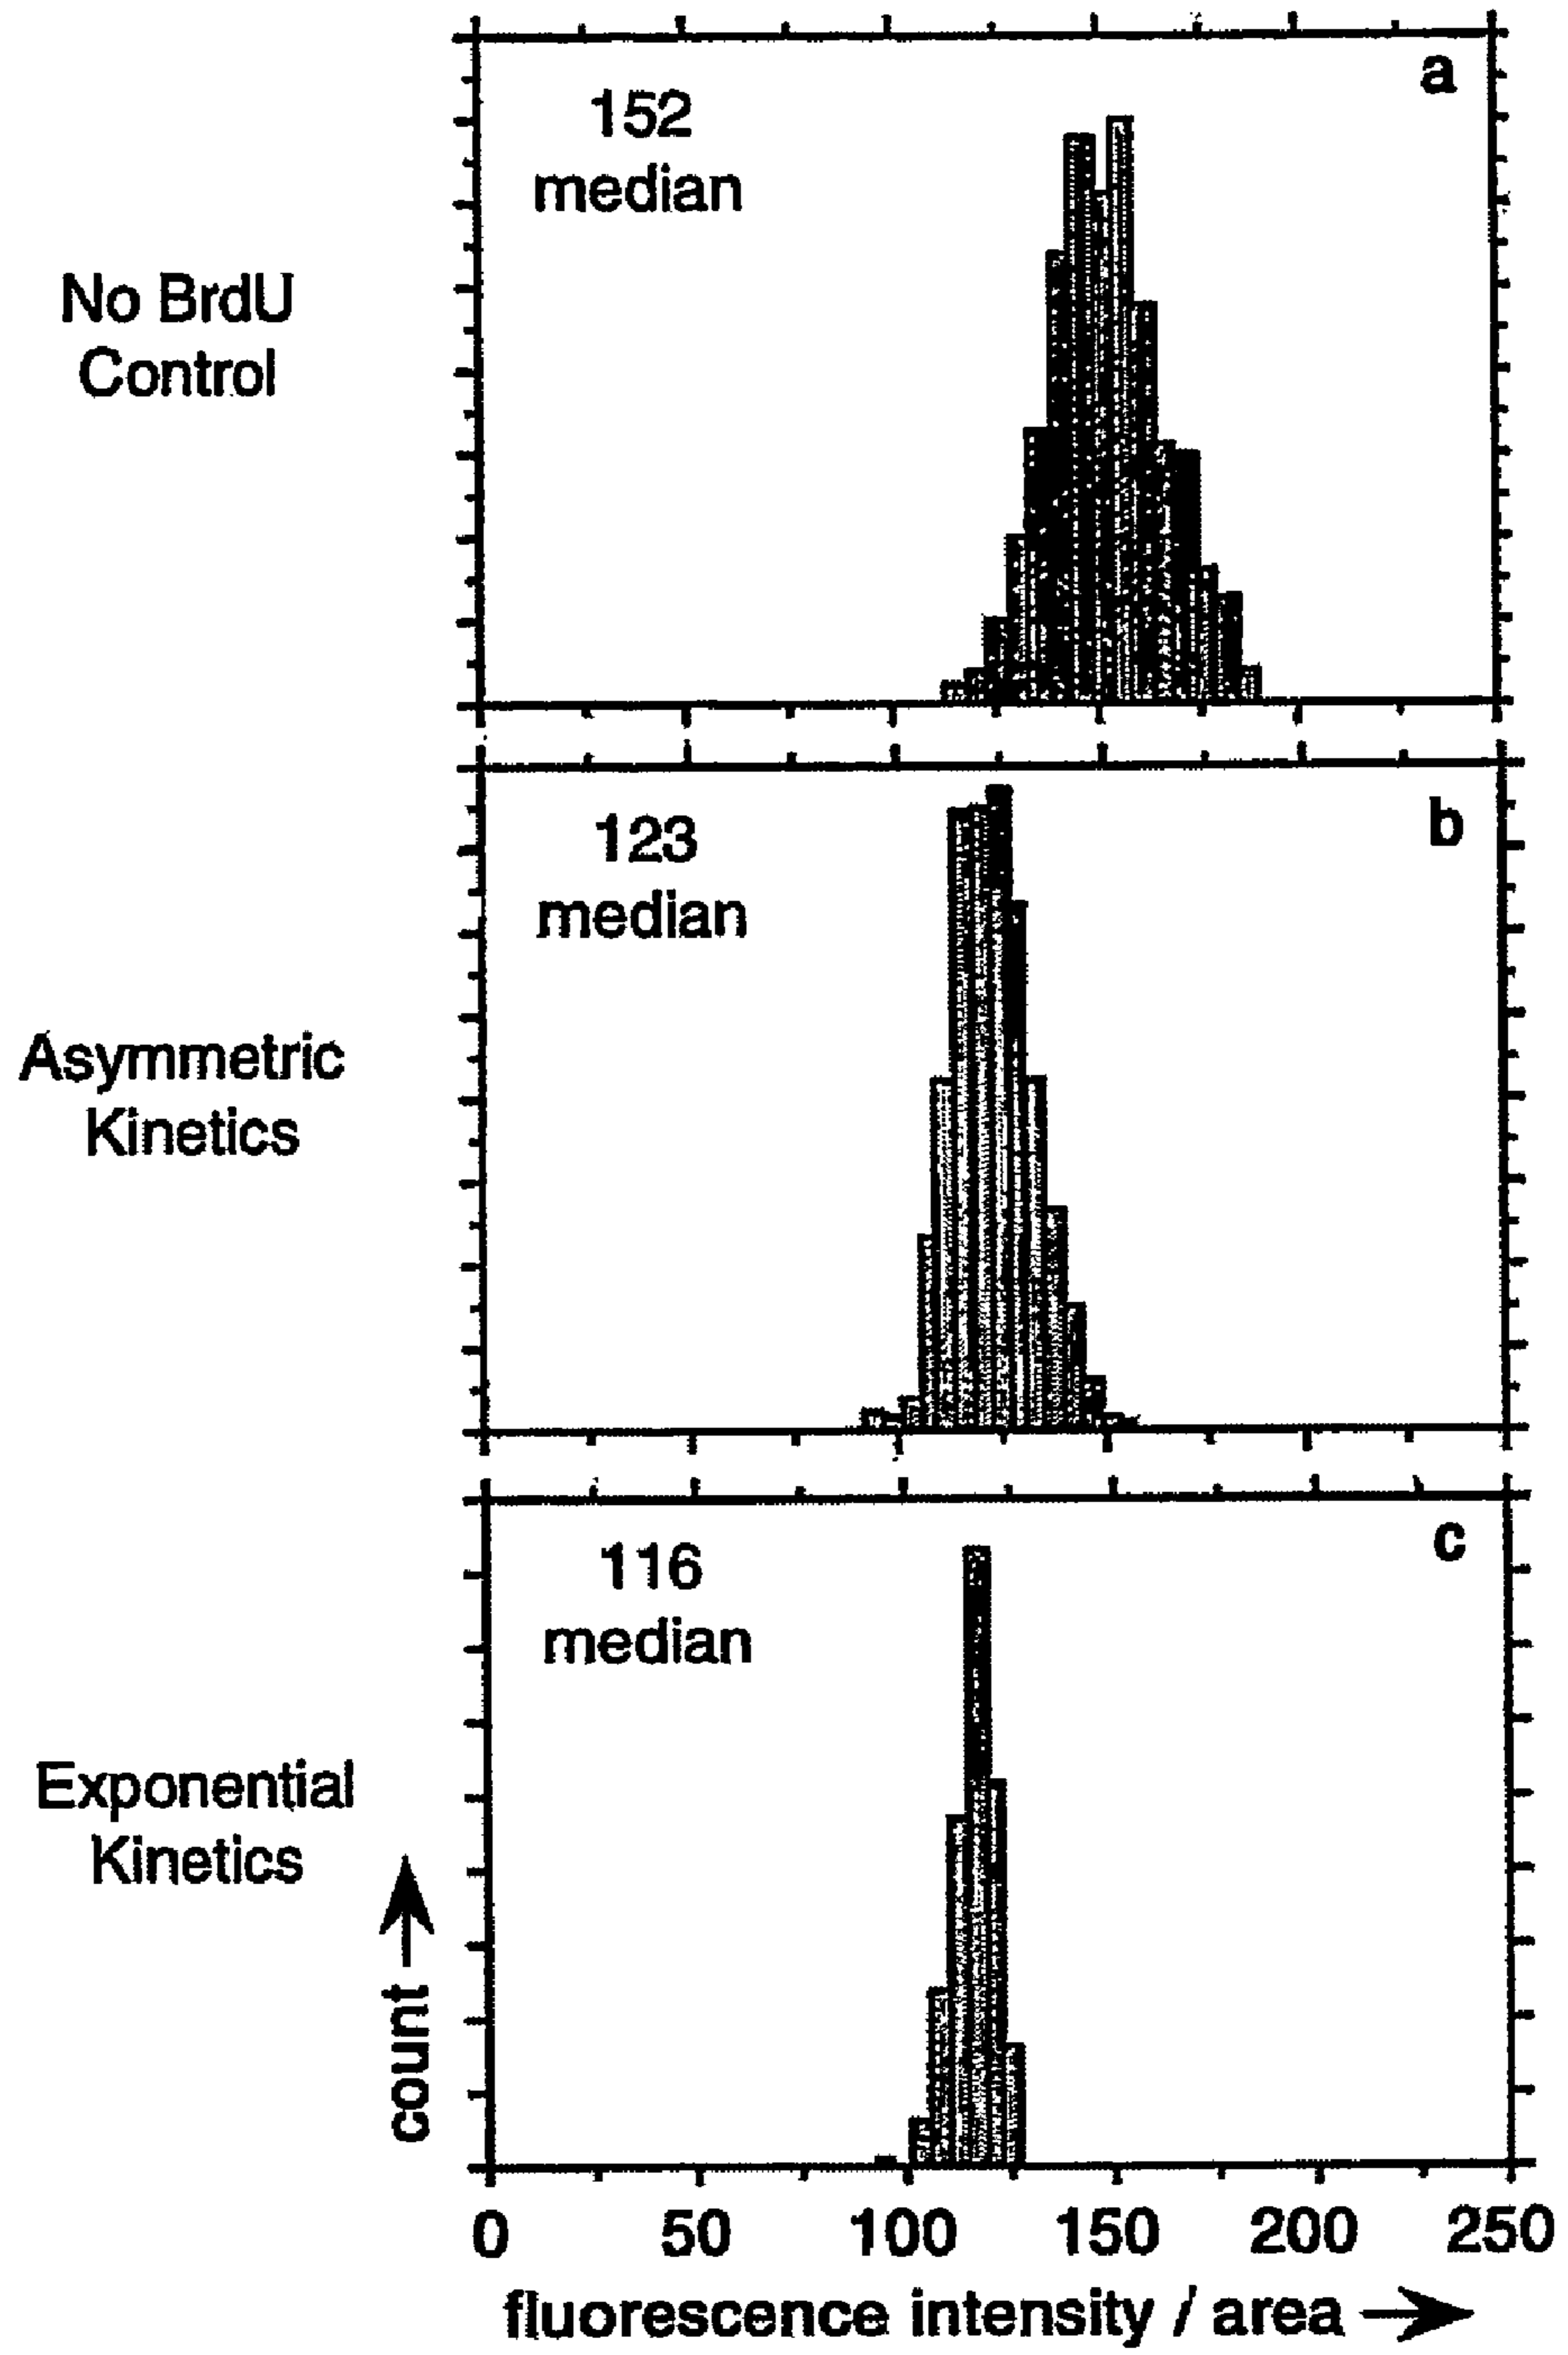 a
152
median
No BrdU
Control
b
123
median
Asymmetric
Kinetics
c
116
median
Exponential
Kinetics
count
0 50 100 150 200 250
fluorescence intensity / area